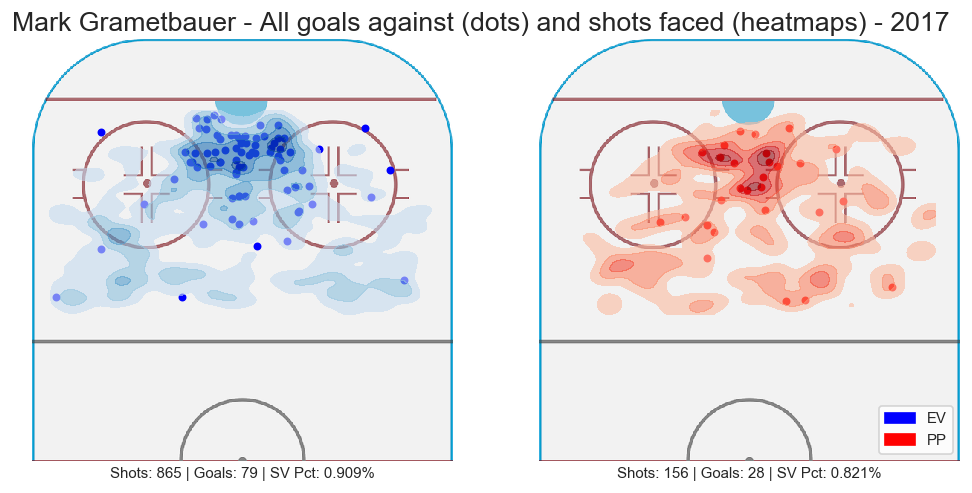 Mark Grametbauer - All goals against (dots) and shots faced (heatmaps) - 2017
EV
PP
Shots: 865 | Goals: 79 | SV Pct: 0.909%
Shots: 156 | Goals: 28 | SV Pct: 0.821%